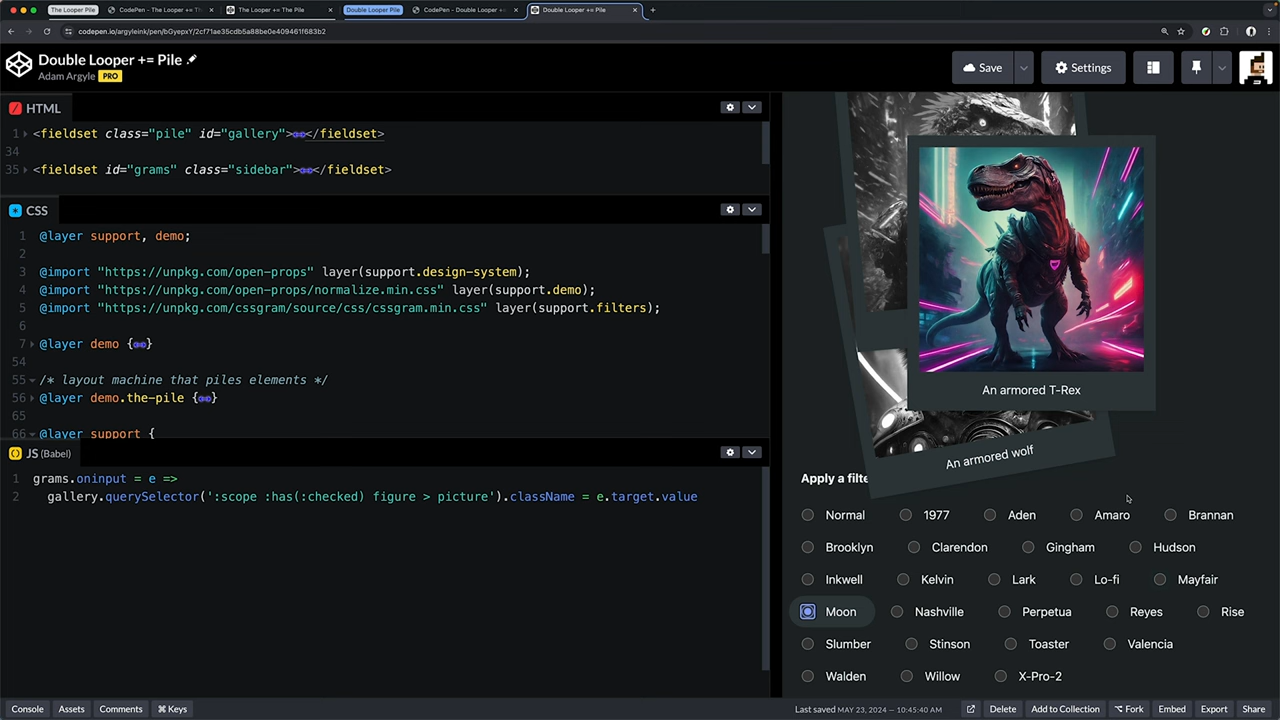 The Looper Pile
CodePen - The Looper += Th
The Looper += The Pile
Double Looper Pile
CodePen - Double Looper +=
Double Looper += Pile
codepen.io/argyleink/pen/bGyepxY/2cf71ae35cdb5a88be0e409461f683b2
Double Looper += Pile
Adam Argyle PRO
Save
Settings
HTML
1 <fieldset class="pile" id="gallery"></fieldset>
34
35 <fieldset id="grams" class="sidebar"></fieldset>
CSS
1 @layer support, demo;
2
3 @import "https://unpkg.com/open-props" layer(support.design-system);
4 @import "https://unpkg.com/open-props/normalize.min.css" layer(support.demo);
5 @import "https://unpkg.com/cssgram/source/css/cssgram.min.css" layer(support.filters);
6
7 @layer demo {}
54
55 /* layout machine that piles elements */
56 @layer demo.the-pile {}
65
66 @layer support {
JS (Babel)
1 grams.oninput = e =>
2 gallery.querySelector(':scope :has(:checked) figure > picture').className = e.target.value
An armored T-Rex
An armored wolf
Apply a filte
Normal 1977 Aden Amaro Brannan
Brooklyn Clarendon Gingham Hudson
Inkwell Kelvin Lark Lo-fi Mayfair
Moon Nashville Perpetua Reyes Rise
Slumber Stinson Toaster Valencia
Walden Willow X-Pro-2
Console Assets Comments ⌘ Keys
Last saved MAY 23, 2024 — 10:45:40 AM
Delete Add to Collection ⌥ Fork Embed Export Share